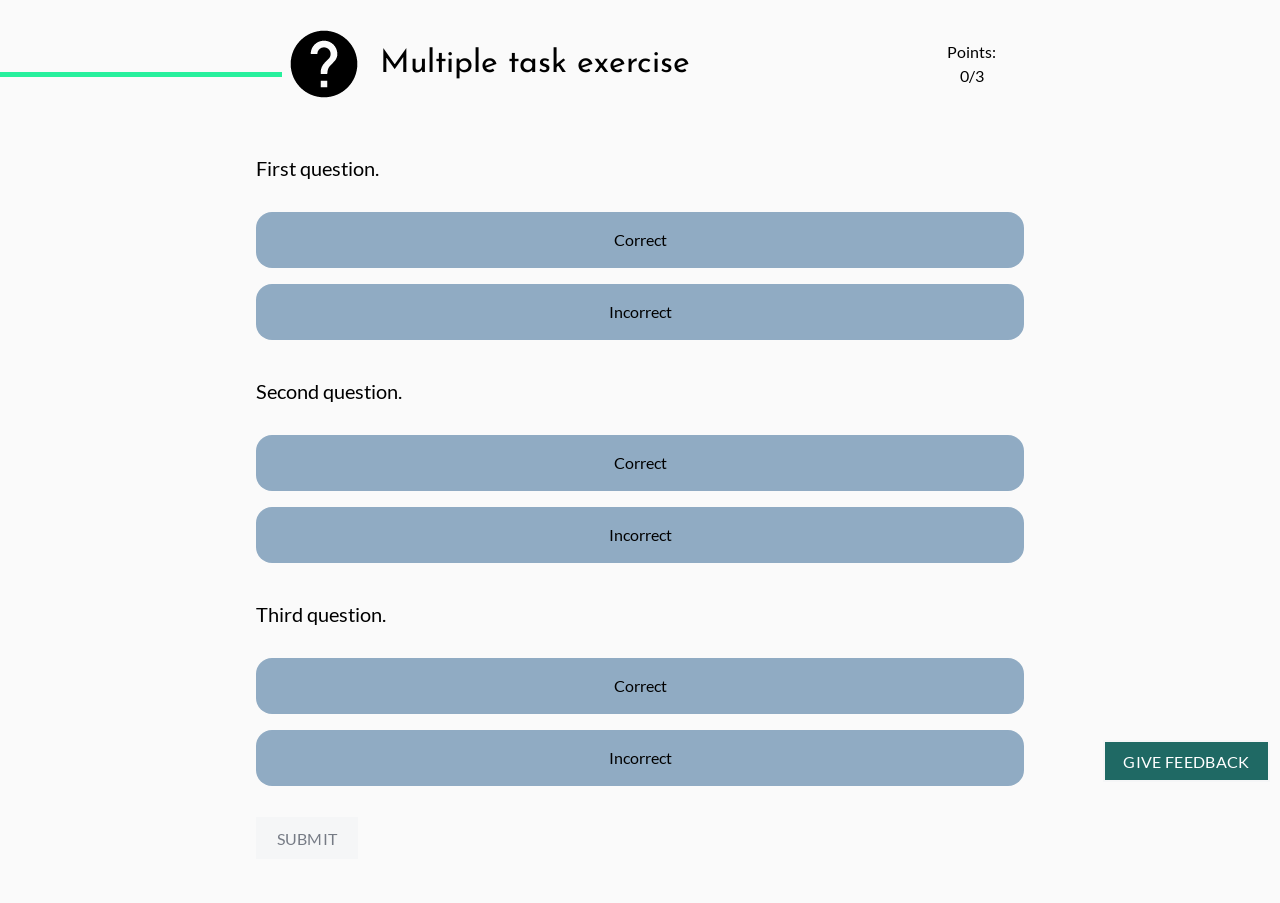 Multiple task exercise
Points:
0/3
First question.
Correct
Incorrect
Second question.
Correct
Incorrect
Third question.
Correct
Incorrect
GIVE FEEDBACK
SUBMIT